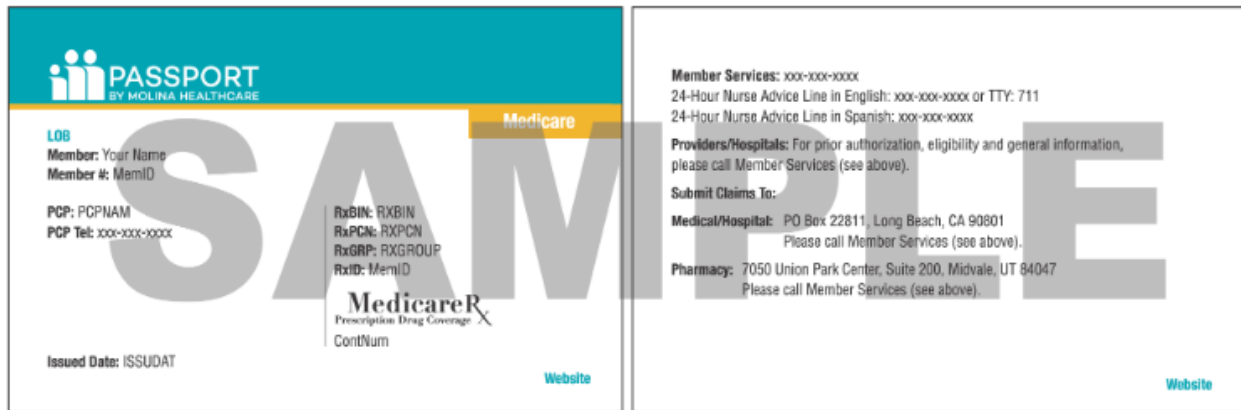 PASSPORT
BY MOLINA HEALTHCARE
Medicare
LOB
Member: Your Name
Member #: MemID
PCP: PCPNAM
PCP Tel: xxx-xxx-xxxx
RxBIN: RXBIN
RxPCN: RXPCN
RxGRP: RXGROUP
RxID: MemID
MedicareRx
Prescription Drug Coverage
ContNum
Issued Date: ISSUDAT
Website
Member Services: xxx-xxx-xxxx
24-Hour Nurse Advice Line in English: xxx-xxx-xxxx or TTY: 711
24-Hour Nurse Advice Line in Spanish: xxx-xxx-xxxx
Providers/Hospitals: For prior authorization, eligibility and general information,
please call Member Services (see above).
Submit Claims To:
Medical/Hospital: PO Box 22811, Long Beach, CA 90801
Please call Member Services (see above).
Pharmacy: 7050 Union Park Center, Suite 200, Midvale, UT 84047
Please call Member Services (see above).
Website
SAMPLE